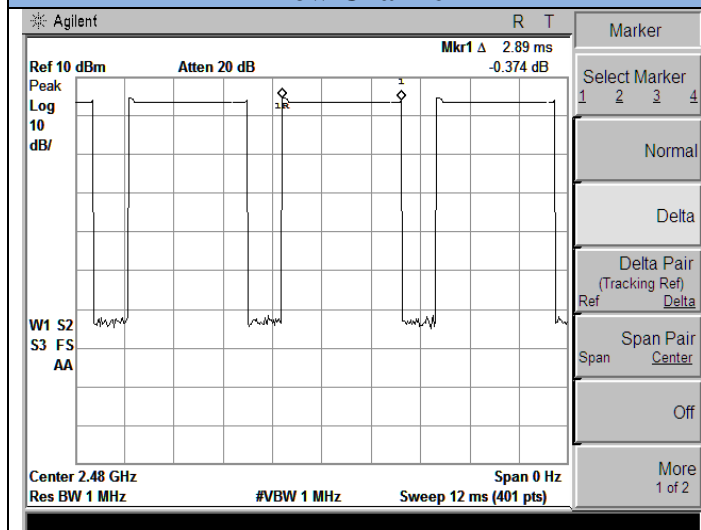 Agilent R T
Mkr1 Δ 2.89 ms
Ref 10 dBm Atten 20 dB -0.374 dB
Peak
Log
10
dB/
1R
1
W1 S2
S3 FS
AA
Center 2.48 GHz Span 0 Hz
Res BW 1 MHz #VBW 1 MHz Sweep 12 ms (401 pts)
Marker
Select Marker
1 2 3 4
Normal
Delta
Delta Pair
(Tracking Ref)
Ref Delta
Span Pair
Span Center
Off
More
1 of 2